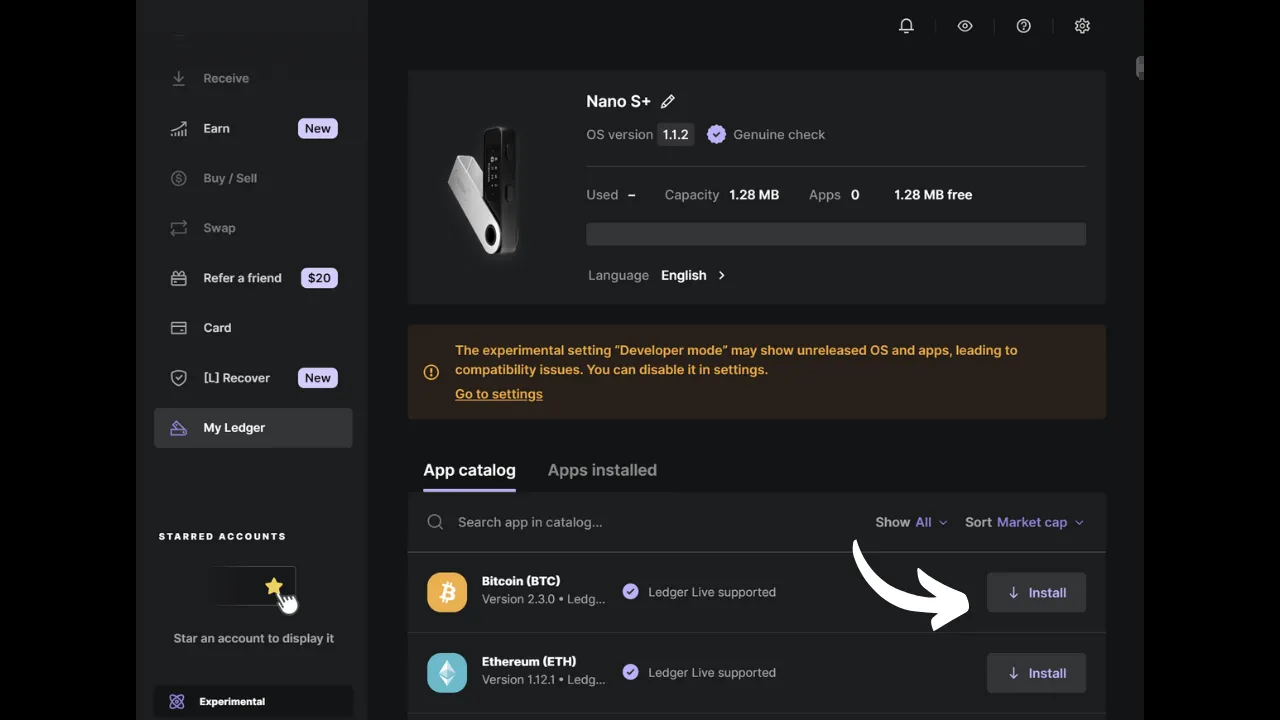 Receive
Earn New
Buy / Sell
Swap
Refer a friend $20
Card
[L] Recover New
My Ledger
STARRED ACCOUNTS
Star an account to display it
Experimental
Nano S+
OS version 1.1.2 Genuine check
Used – Capacity 1.28 MB Apps 0 1.28 MB free
Language English
The experimental setting "Developer mode" may show unreleased OS and apps, leading to
compatibility issues. You can disable it in settings.
Go to settings
App catalog Apps installed
Search app in catalog... Show All Sort Market cap
Bitcoin (BTC)
Version 2.3.0 • Ledg... Ledger Live supported Install
Ethereum (ETH)
Version 1.12.1 • Ledg... Ledger Live supported Install